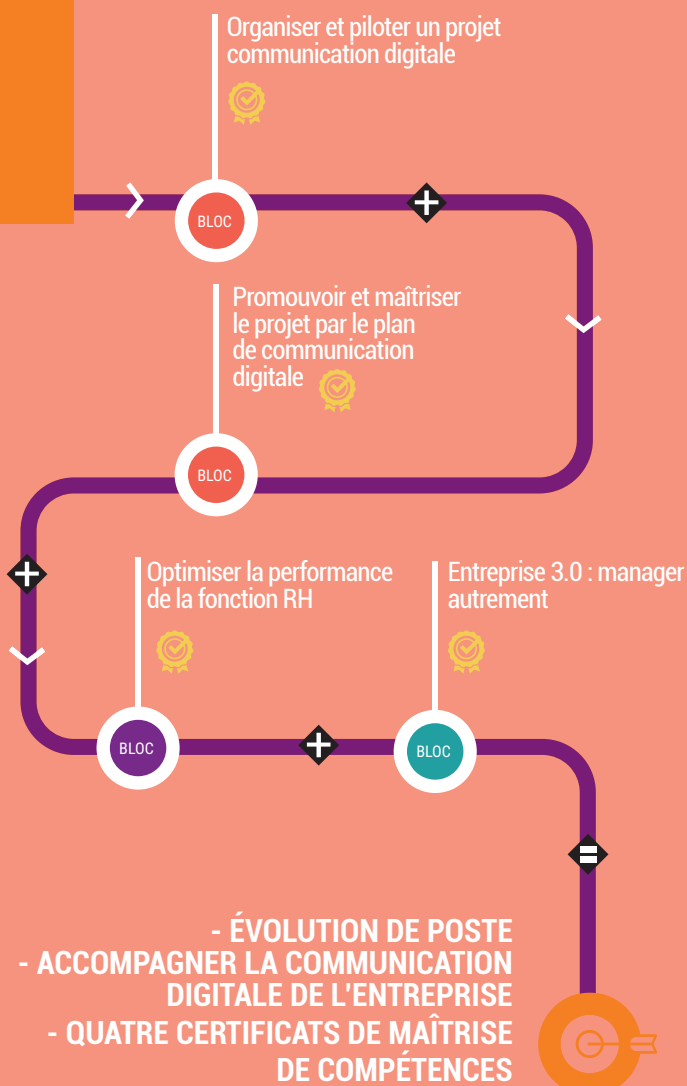 Organiser et piloter un projet
communication digitale
BLOC
Promouvoir et maîtriser
le projet par le plan
de communication
digitale
BLOC
Optimiser la performance
de la fonction RH
BLOC
Entreprise 3.0 : manager
autrement
BLOC
- ÉVOLUTION DE POSTE
- ACCOMPAGNER LA COMMUNICATION
DIGITALE DE L'ENTREPRISE
- QUATRE CERTIFICATS DE MAÎTRISE
DE COMPÉTENCES